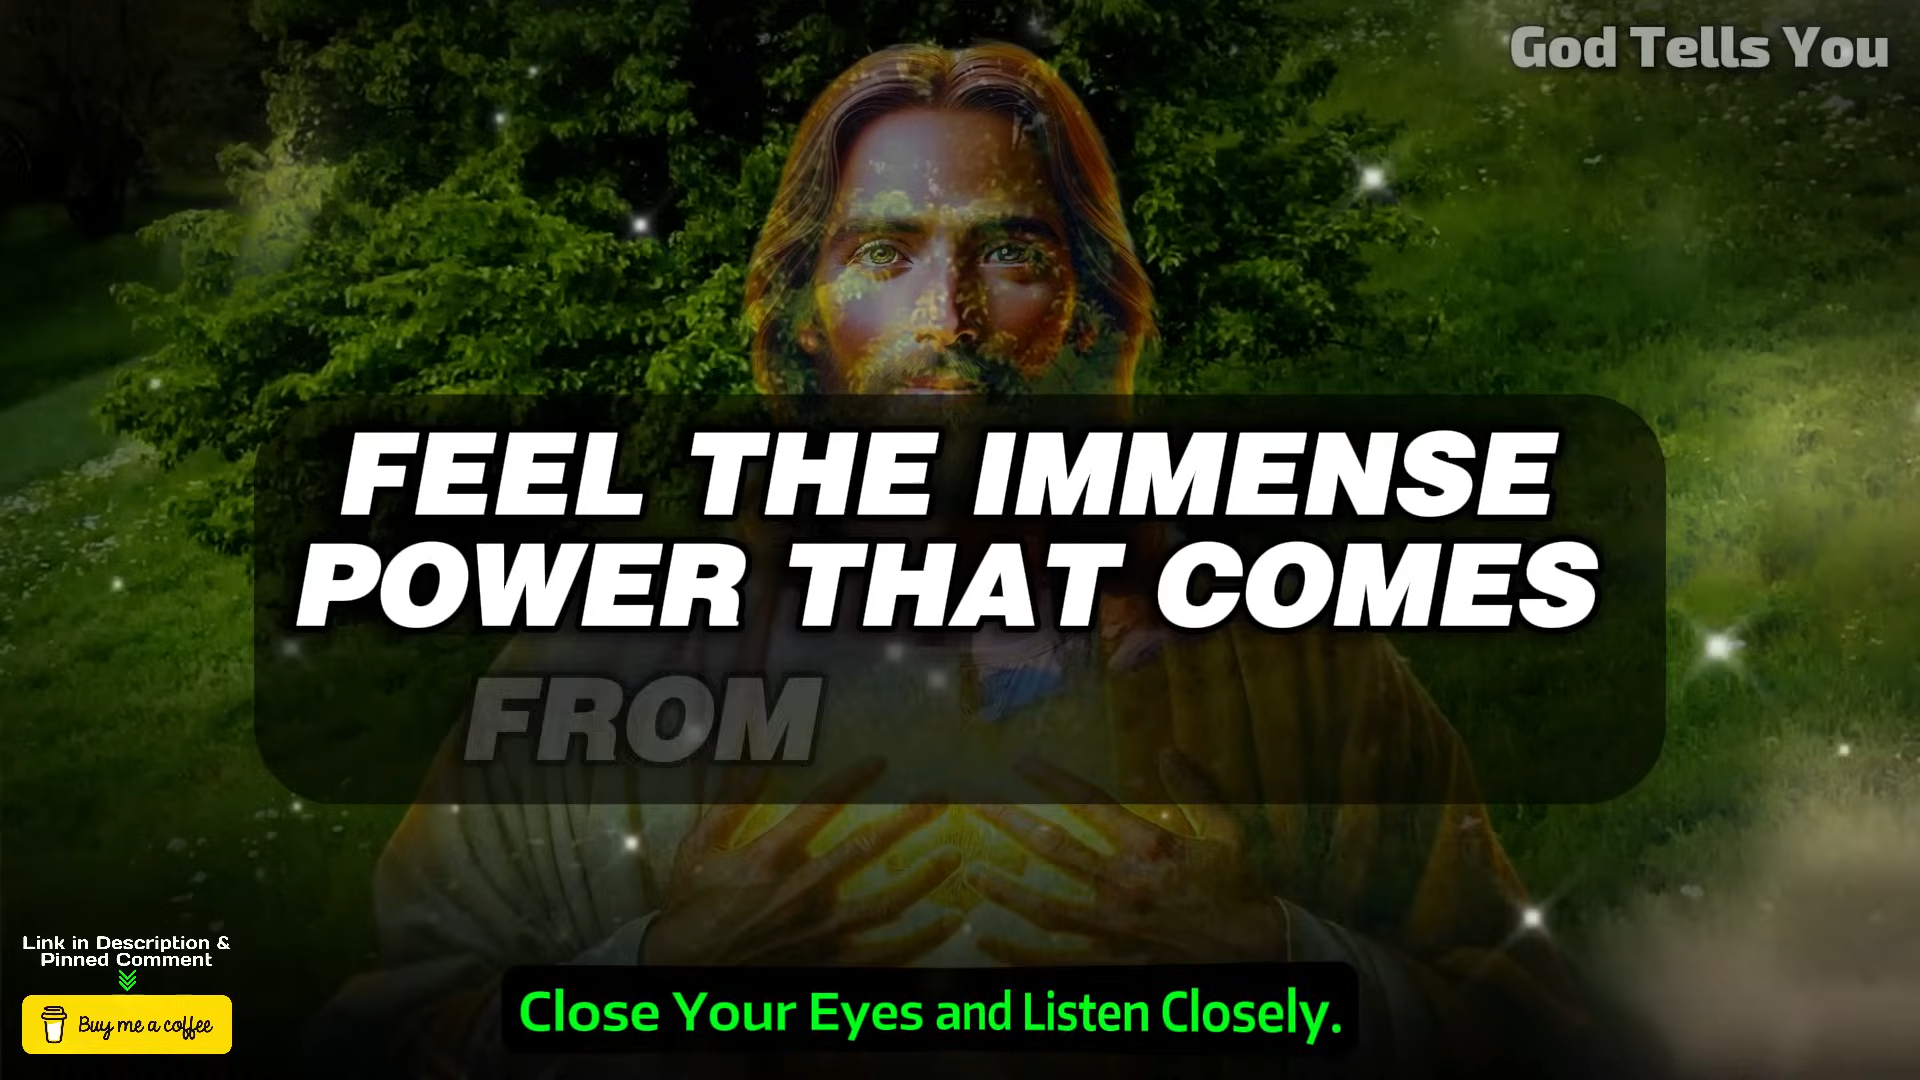 God Tells You
FEEL THE IMMENSE
POWER THAT COMES
FROM
Link in Description &
Pinned Comment
Buy me a coffee
Close Your Eyes and Listen Closely.